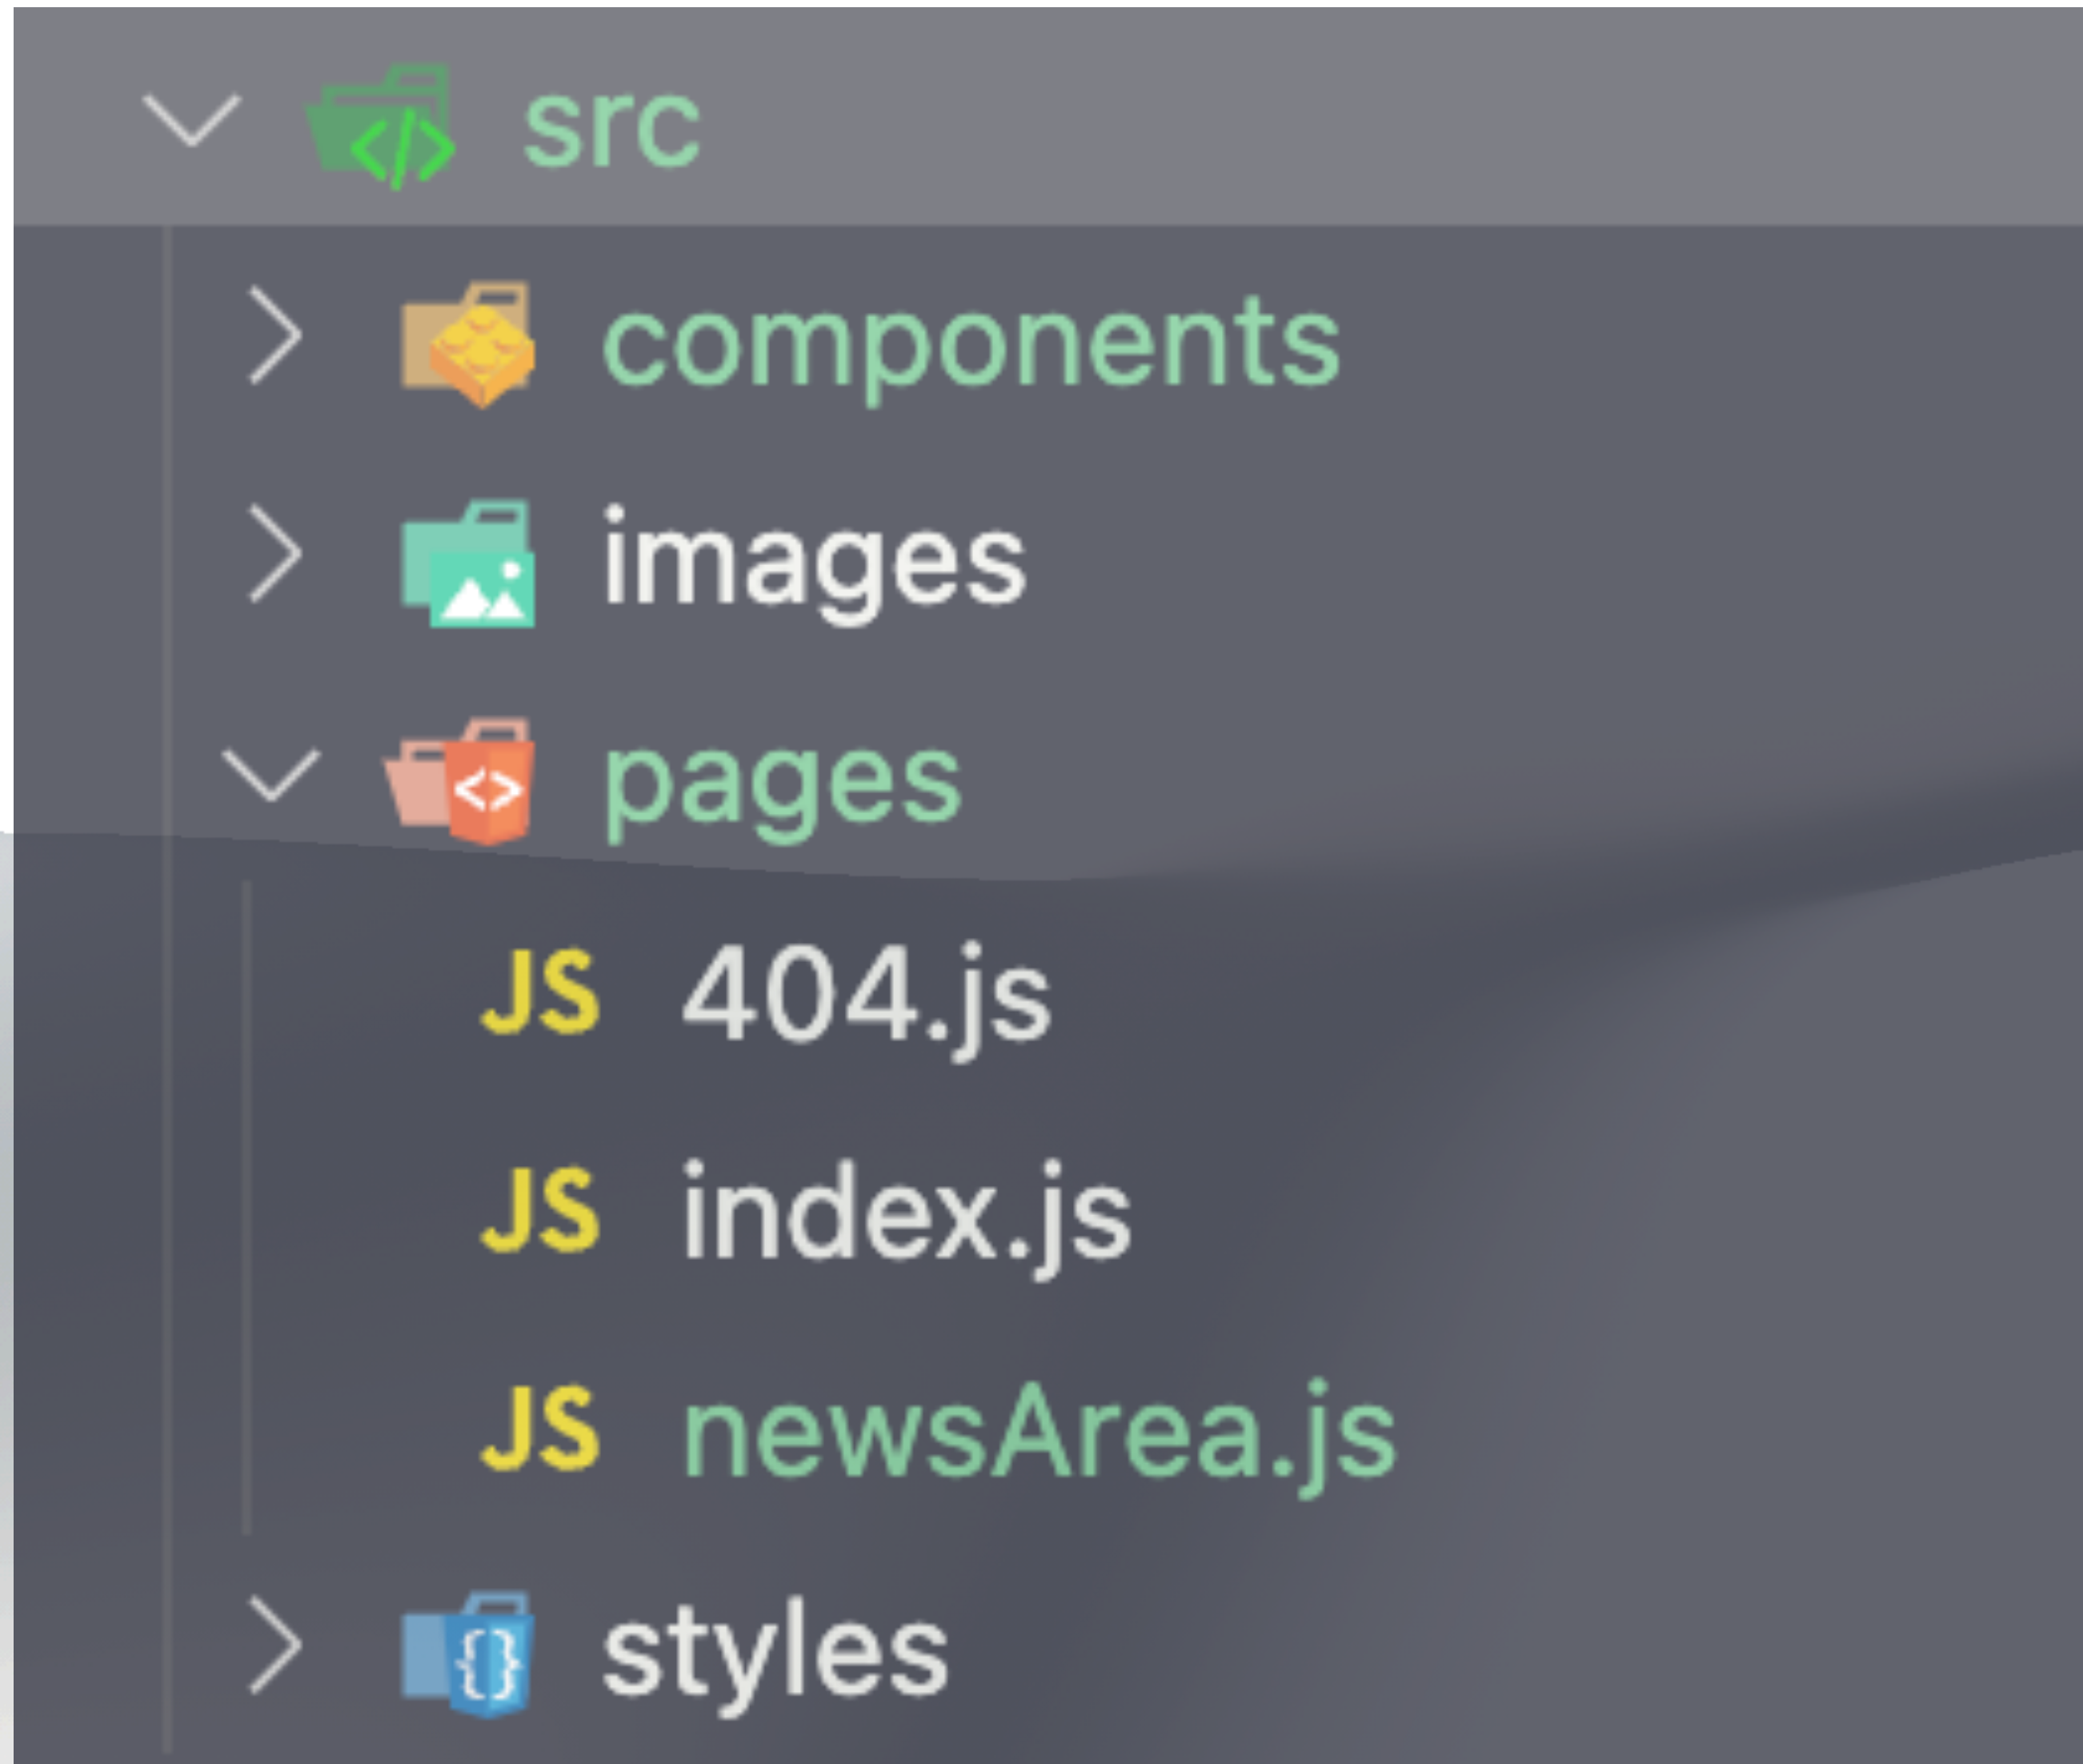 src
components
images
pages
JS 404.js
JS index.js
JS newsArea.js
styles